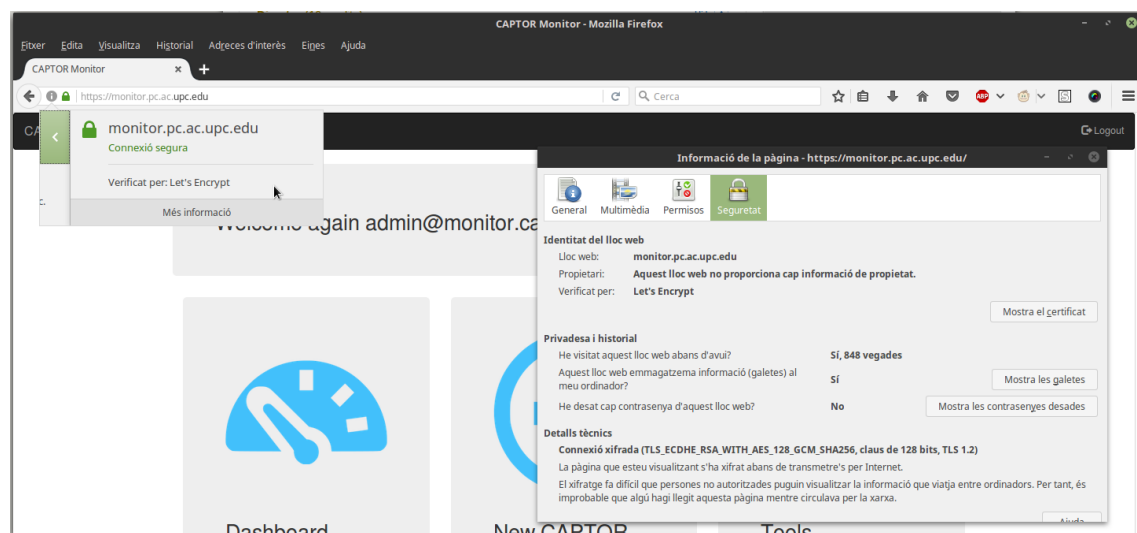 CAPTOR Monitor - Mozilla Firefox
Fitxer Edita Visualitza Historial Adreces d'interès Eines Ajuda
CAPTOR Monitor
https://monitor.pc.ac.upc.edu
Cerca
ABP
S
CA
Logout
monitor.pc.ac.upc.edu
Connexió segura
Verificat per: Let's Encrypt
Més informació
c.
Welcome again admin@monitor.ca
Informació de la pàgina - https://monitor.pc.ac.upc.edu/
General Multimèdia Permisos Seguretat
Identitat del lloc web
Lloc web: monitor.pc.ac.upc.edu
Propietari: Aquest lloc web no proporciona cap informació de propietat.
Verificat per: Let's Encrypt
Mostra el certificat
Privadesa i historial
He visitat aquest lloc web abans d'avui? Sí, 848 vegades
Aquest lloc web emmagatzema informació (galetes) al
meu ordinador? Sí Mostra les galetes
He desat cap contrasenya d'aquest lloc web? No Mostra les contrasenyes desades
Detalls tècnics
Connexió xifrada (TLS_ECDHE_RSA_WITH_AES_128_GCM_SHA256, claus de 128 bits, TLS 1.2)
La pàgina que esteu visualitzant s'ha xifrat abans de transmetre's per Internet.
El xifratge fa difícil que persones no autoritzades puguin visualitzar la informació que viatja entre ordinadors. Per tant, és
improbable que algú hagi llegit aquesta pàgina mentre circulava per la xarxa.
Ajuda
Dashboard New CAPTOR Tools